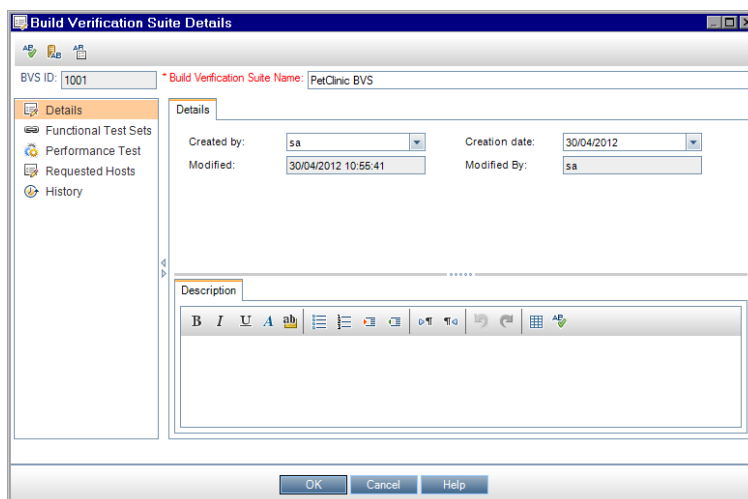 Build Verification Suite Details
BVS ID: 1001 * Build Verification Suite Name: PetClinic BVS
Details
Functional Test Sets
Performance Test
Requested Hosts
History
Details
Created by: sa Creation date: 30/04/2012
Modified: 30/04/2012 10:55:41 Modified By: sa
Description
B I U A ab
OK Cancel Help